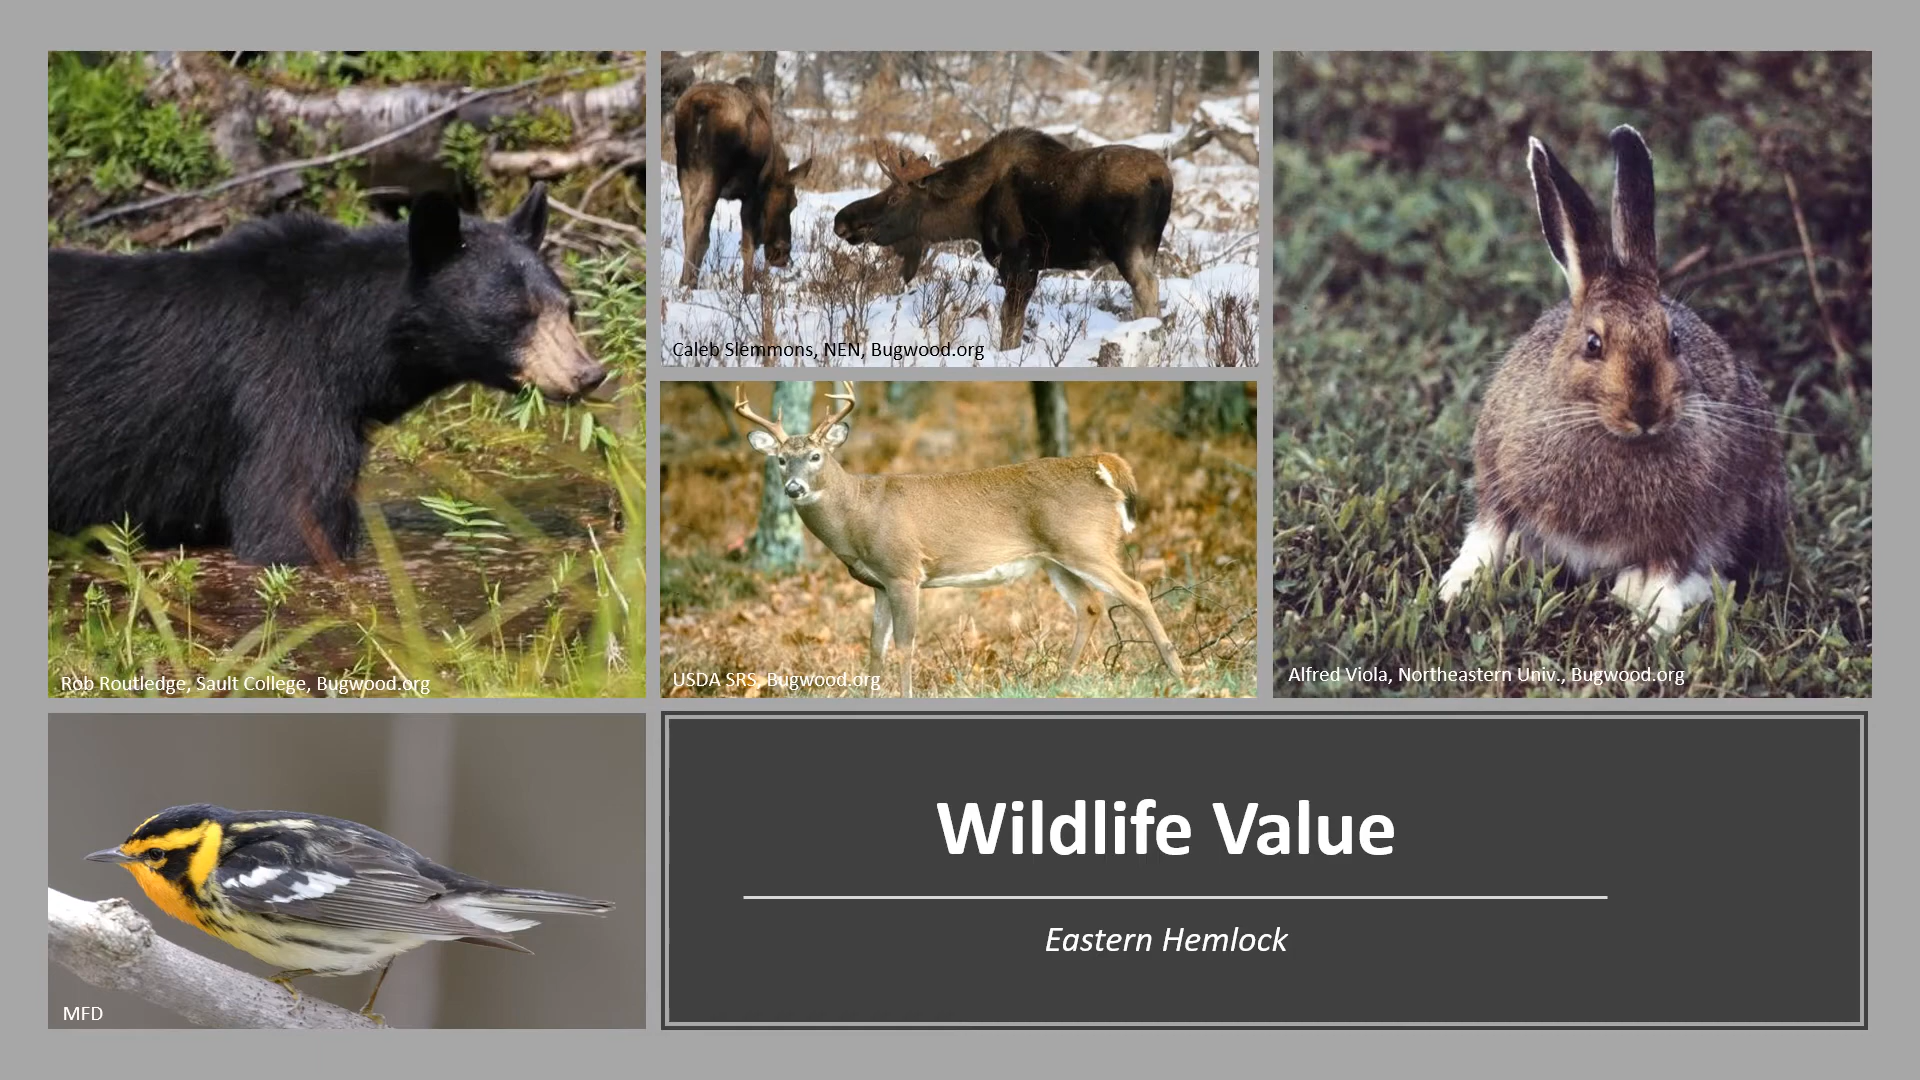 Caleb Slemmons, NEN, Bugwood.org
Rob Routledge, Sault College, Bugwood.org
USDA SRS, Bugwood.org
Alfred Viola, Northeastern Univ., Bugwood.org
MFD
Wildlife Value
Eastern Hemlock